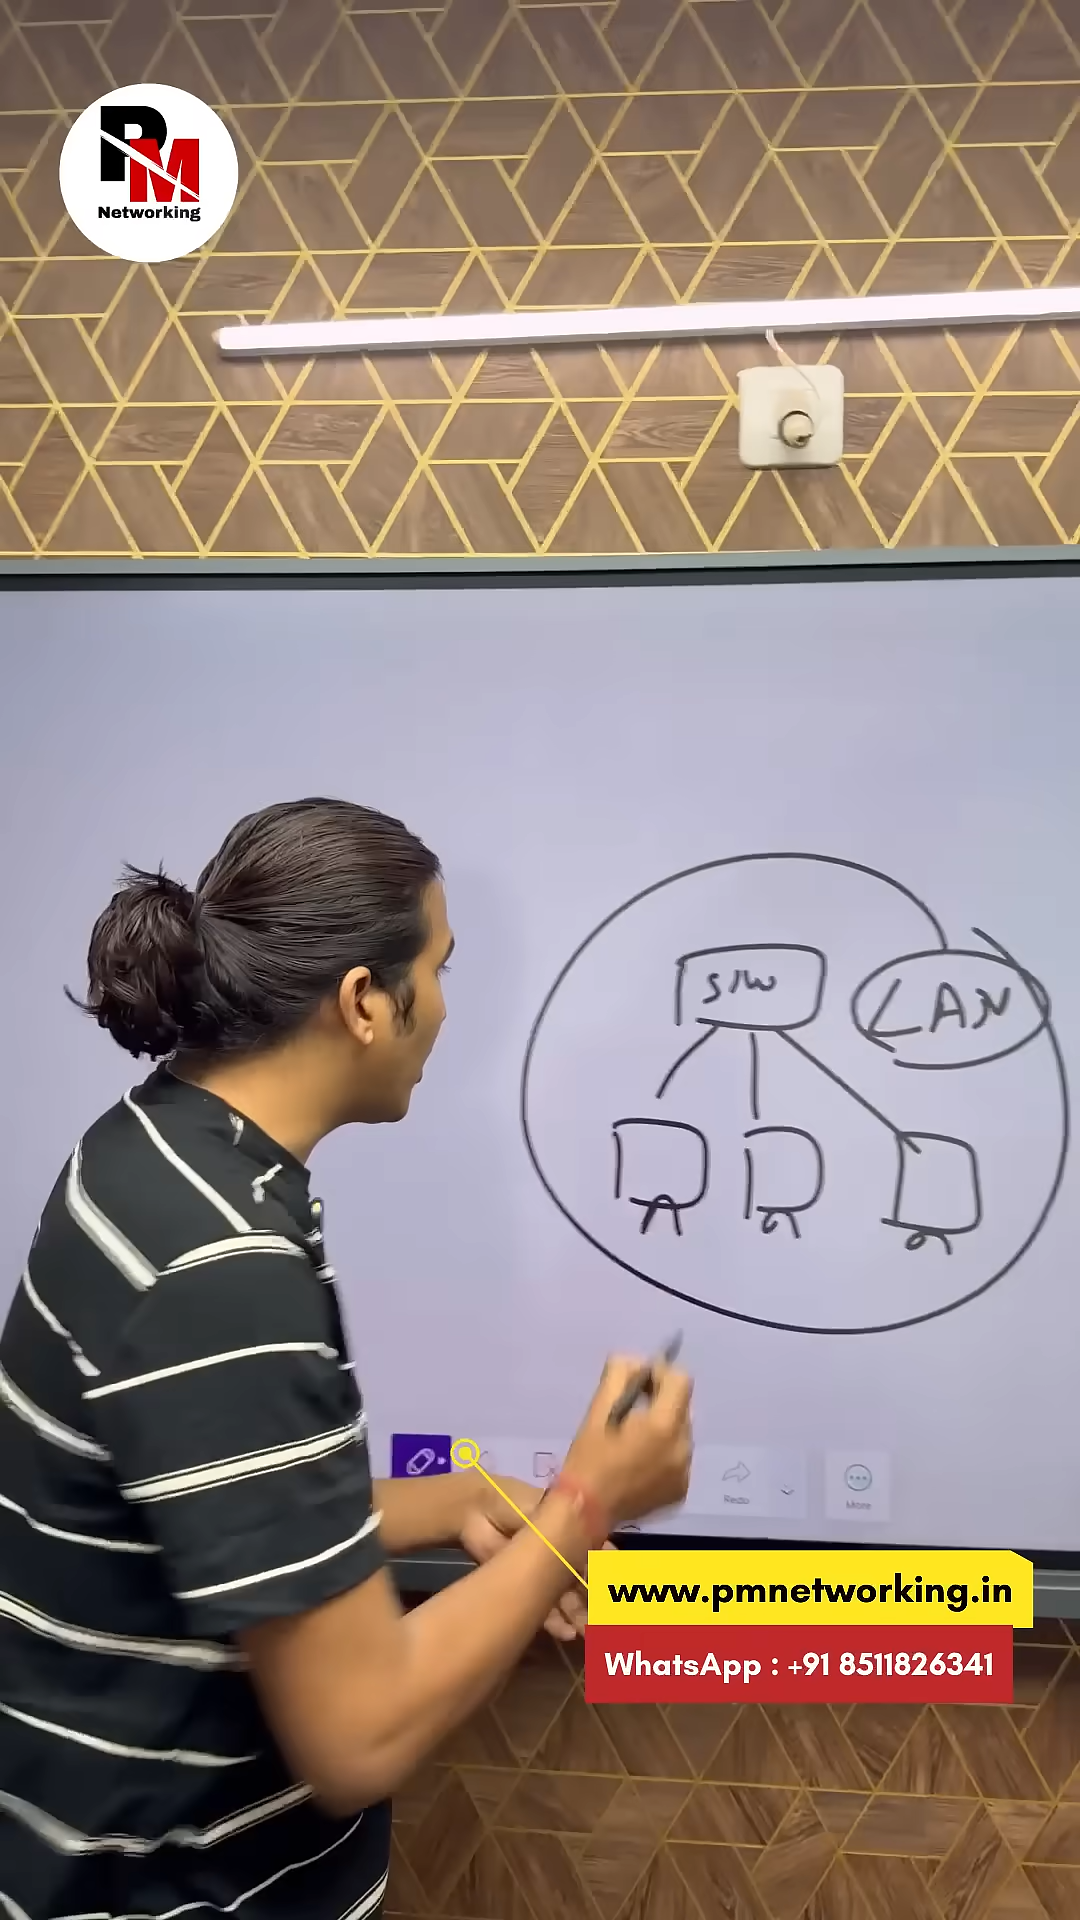 PM
Networking
S/W
LAN
Redo
More
www.pmnetworking.in
WhatsApp : +91 8511826341